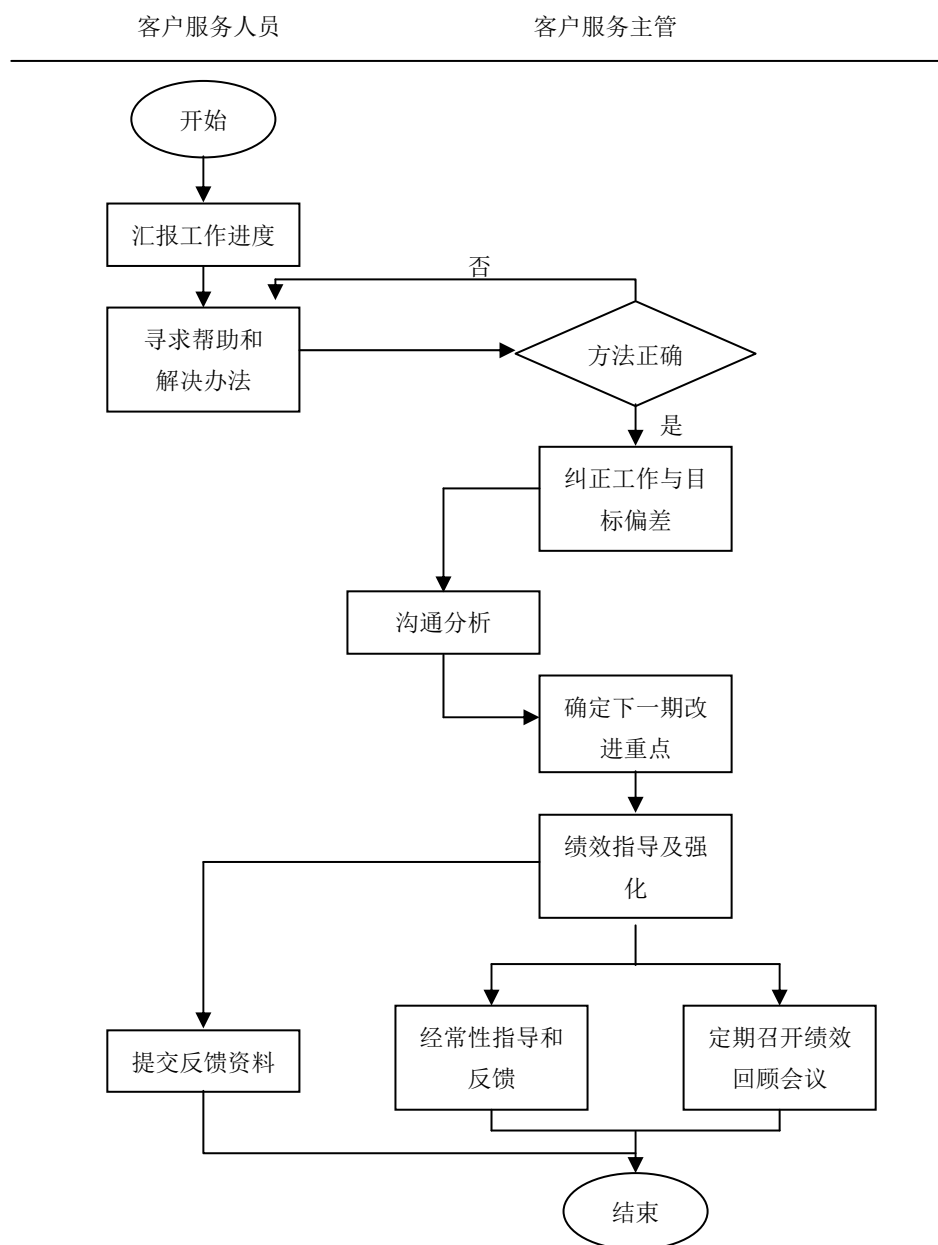 客户服务人员
客户服务主管
开始
汇报工作进度
否
寻求帮助和
解决办法
方法正确
是
纠正工作与目
标偏差
沟通分析
确定下一期改
进重点
绩效指导及强
化
提交反馈资料
经常性指导和
反馈
定期召开绩效
回顾会议
结束